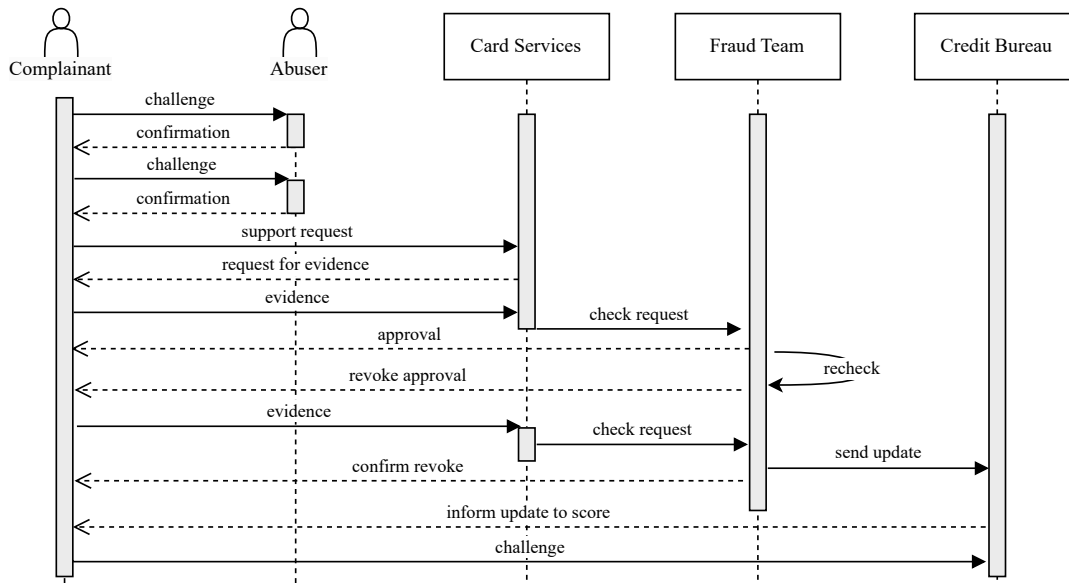 Complainant
Abuser
Card Services
Fraud Team
Credit Bureau
challenge
confirmation
challenge
confirmation
support request
request for evidence
evidence
check request
approval
recheck
revoke approval
evidence
check request
send update
confirm revoke
inform update to score
challenge